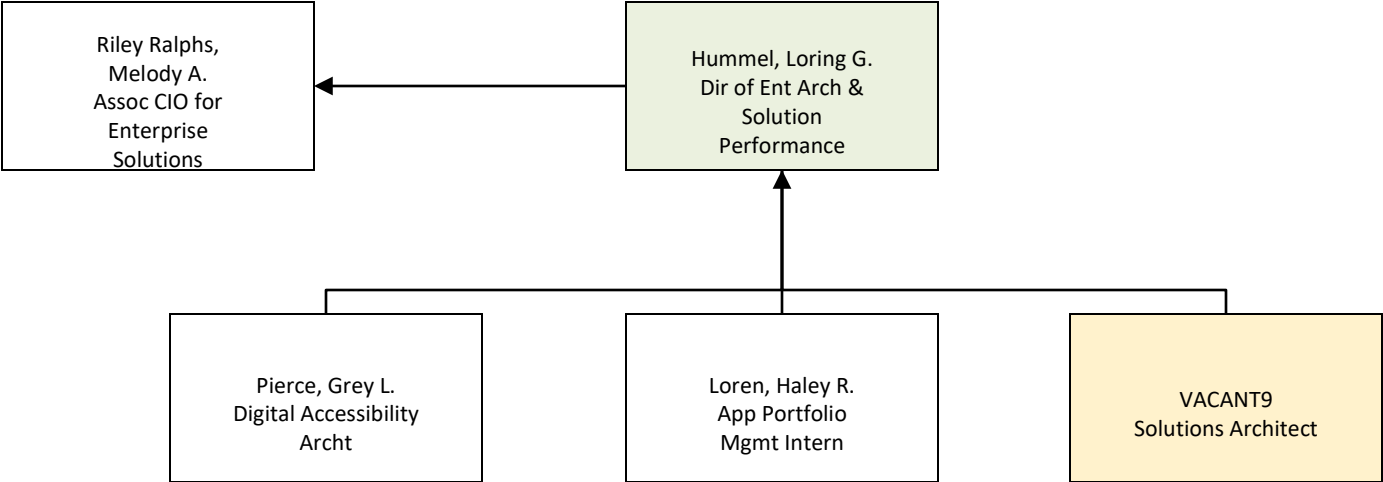 Riley Ralphs,
Melody A.
Assoc CIO for
Enterprise
Solutions
Hummel, Loring G.
Dir of Ent Arch &
Solution
Performance
Pierce, Grey L.
Digital Accessibility
Archt
Loren, Haley R.
App Portfolio
Mgmt Intern
VACANT9
Solutions Architect